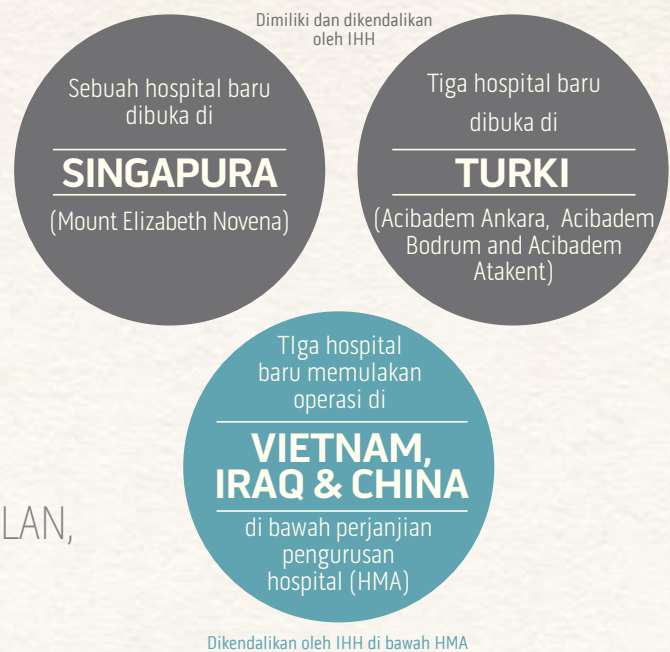 Dimiliki dan dikendalikan
oleh IHH
Sebuah hospital baru
dibuka di
SINGAPURA
(Mount Elizabeth Novena)
Tiga hospital baru
dibuka di
TURKI
(Acibadem Ankara, Acibadem
Bodrum and Acibadem
Atakent)
TIga hospital
baru memulakan
operasi di
VIETNAM,
IRAQ & CHINA
di bawah perjanjian
pengurusan
hospital (HMA)
LAN,
Dikendalikan oleh IHH di bawah HMA